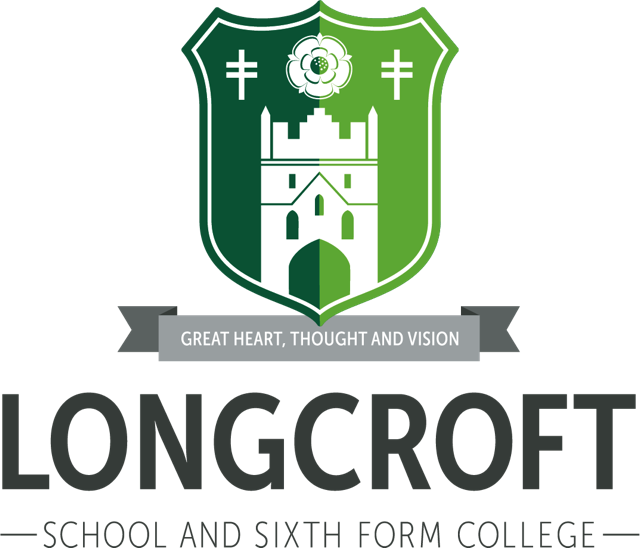 GREAT HEART, THOUGHT AND VISION
LONGCROFT
SCHOOL AND SIXTH FORM COLLEGE